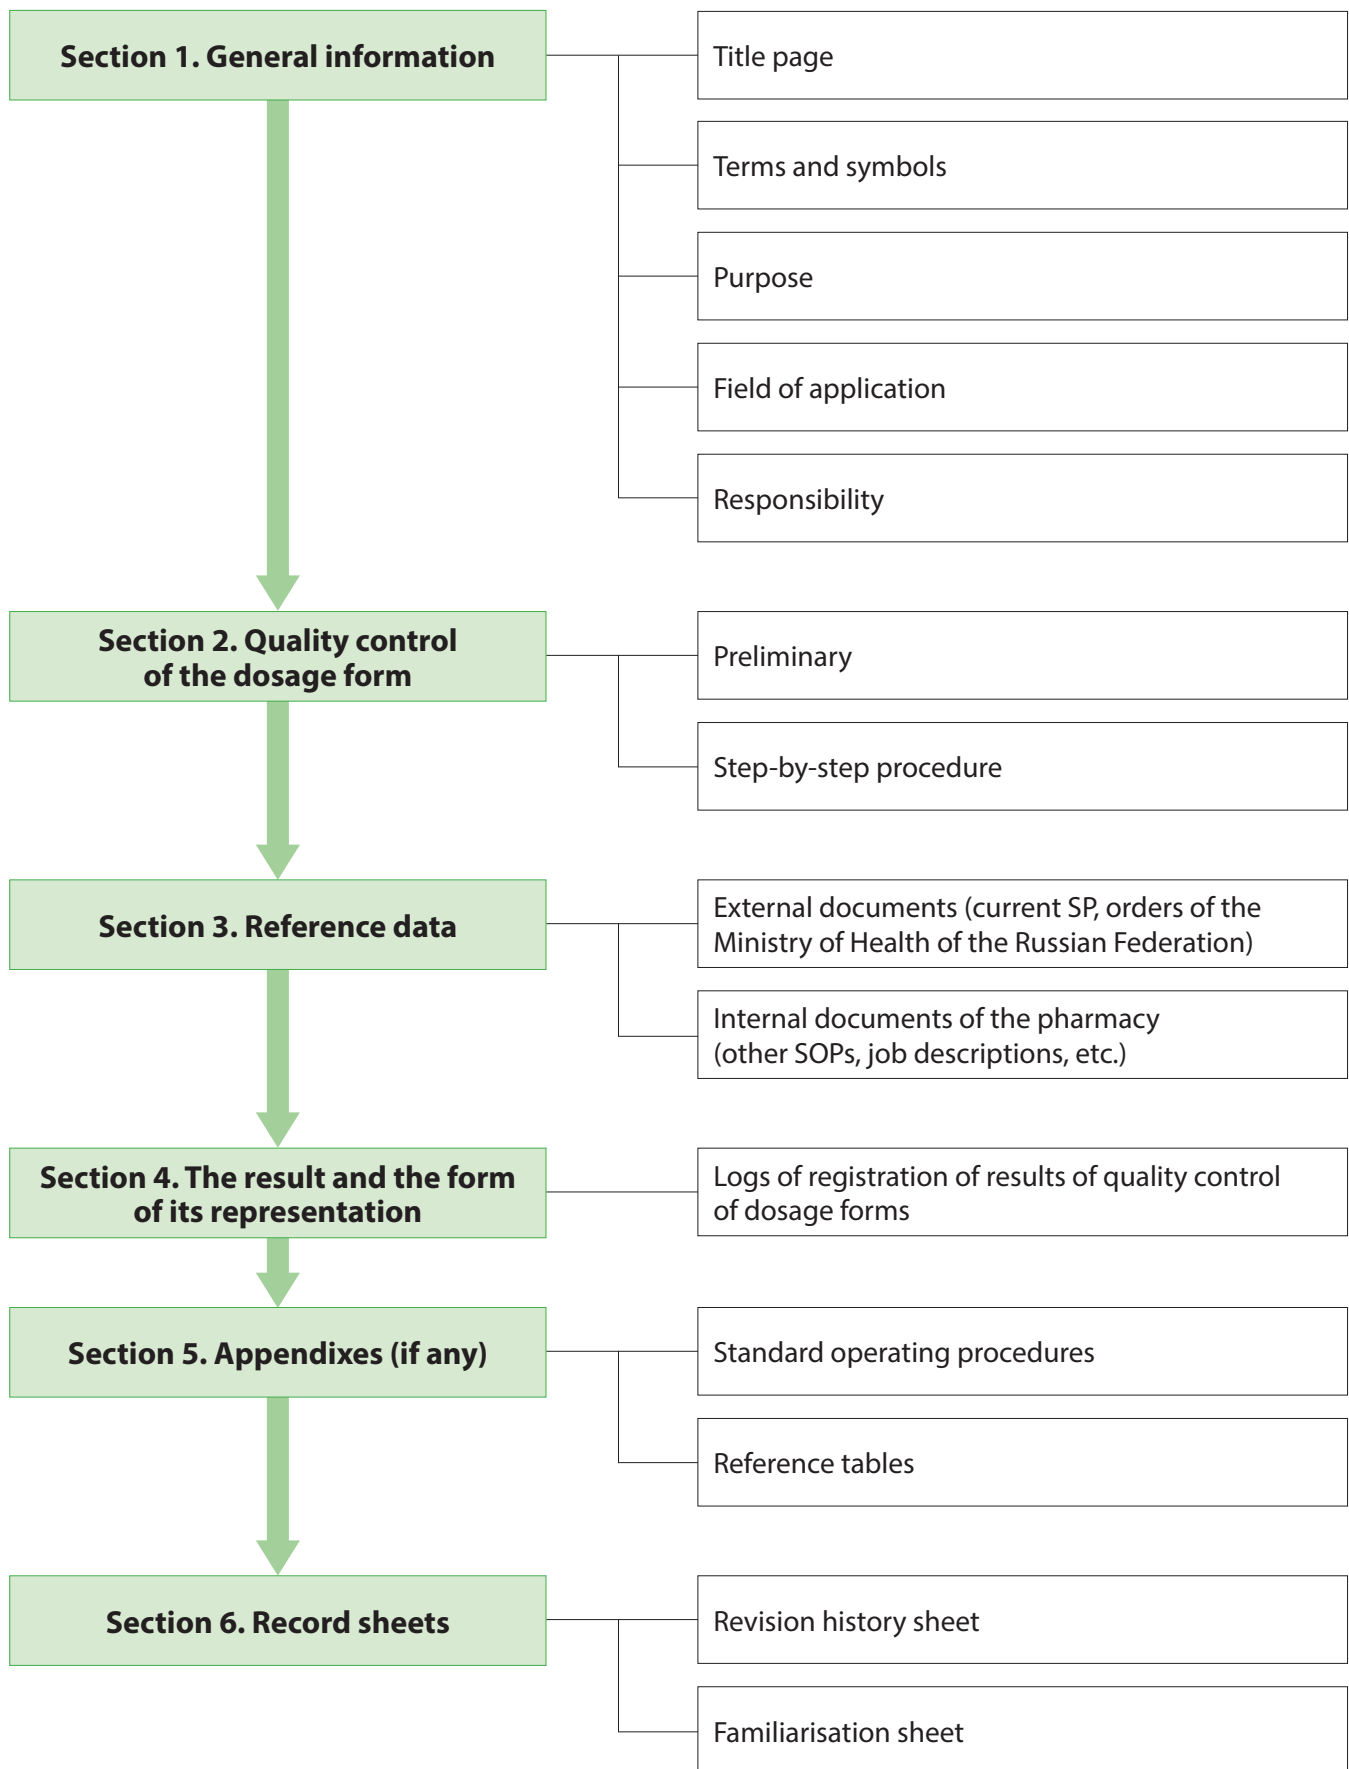 Section 1. General information
Title page
Terms and symbols
Purpose
Field of application
Responsibility
Section 2. Quality control
of the dosage form
Preliminary
Step-by-step procedure
Section 3. Reference data
External documents (current SP, orders of the
Ministry of Health of the Russian Federation)
Internal documents of the pharmacy
(other SOPs, job descriptions, etc.)
Section 4. The result and the form
of its representation
Logs of registration of results of quality control
of dosage forms
Section 5. Appendixes (if any)
Standard operating procedures
Reference tables
Section 6. Record sheets
Revision history sheet
Familiarisation sheet